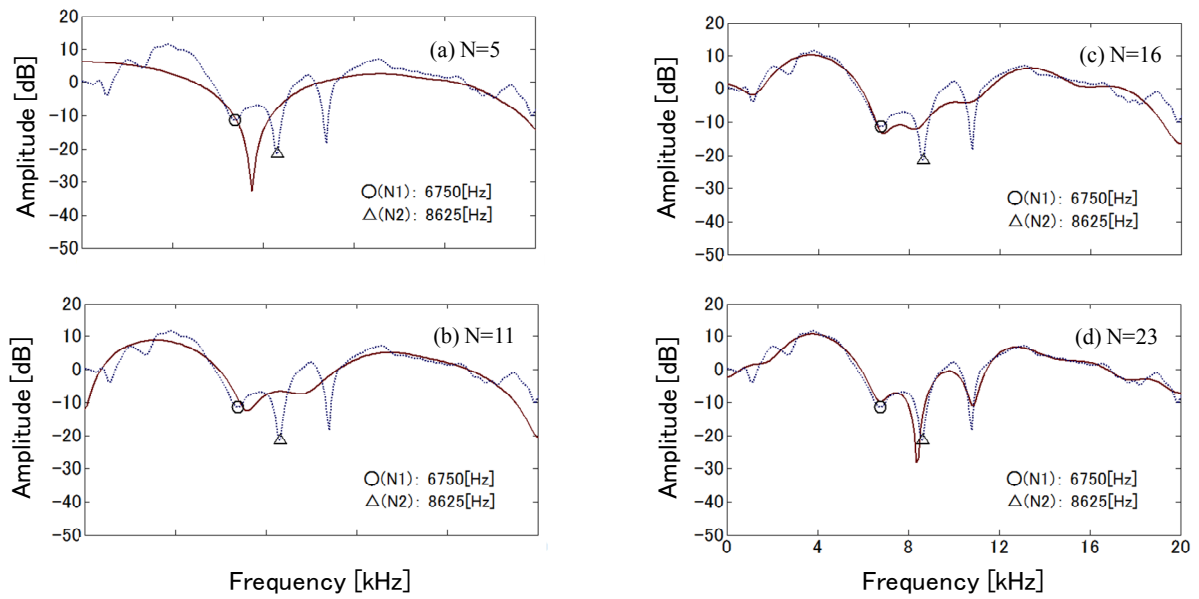 20
10
0
-10
-20
-30
-40
-50
Amplitude [dB]
(a) N=5
○(N1): 6750[Hz]
△(N2): 8625[Hz]
20
10
0
-10
-20
-30
-40
-50
Amplitude [dB]
(b) N=11
○(N1): 6750[Hz]
△(N2): 8625[Hz]
Frequency [kHz]
20
10
0
-10
-20
-30
-40
-50
Amplitude [dB]
(c) N=16
○(N1): 6750[Hz]
△(N2): 8625[Hz]
20
10
0
-10
-20
-30
-40
-50
Amplitude [dB]
(d) N=23
○(N1): 6750[Hz]
△(N2): 8625[Hz]
0 4 8 12 16 20
Frequency [kHz]